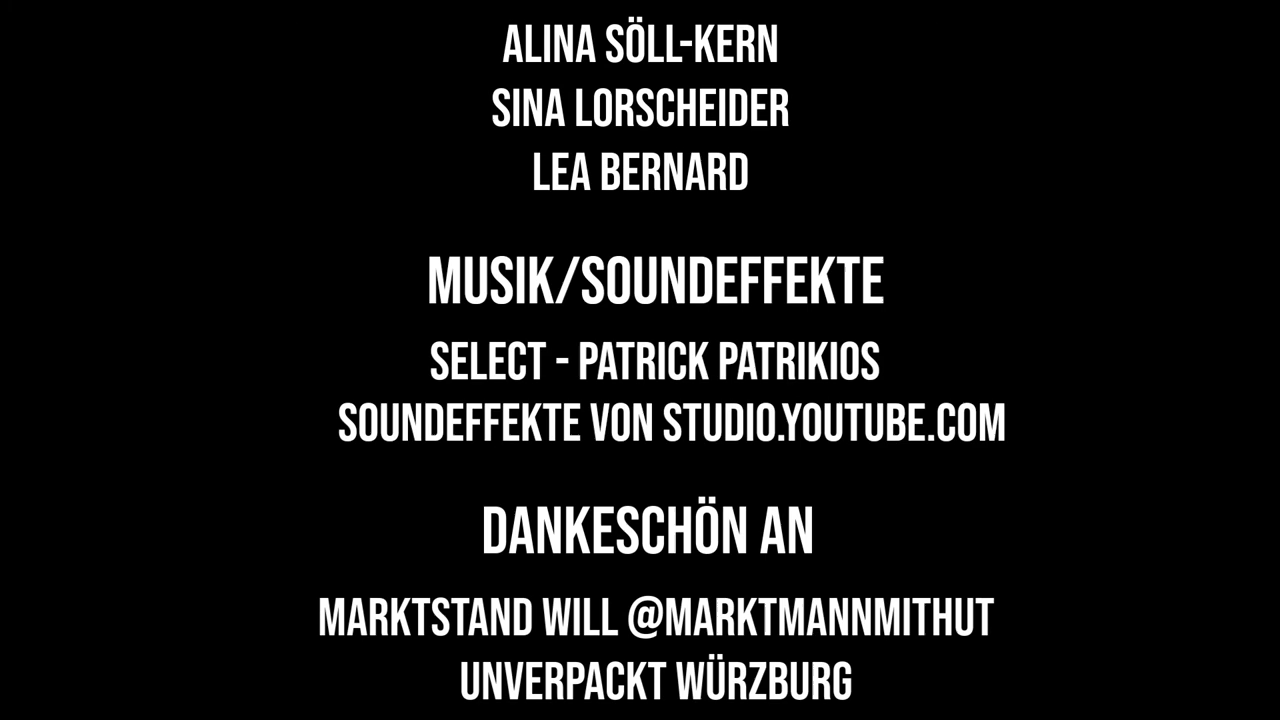 ALINA SÖLL-KERN
SINA LORSCHEIDER
LEA BERNARD
MUSIK/SOUNDEFFEKTE
SELECT - PATRICK PATRIKIOS
SOUNDEFFEKTE VON STUDIO.YOUTUBE.COM
DANKESCHÖN AN
MARKTSTAND WILL @MARKTMANNMITHUT
UNVERPACKT WÜRZBURG